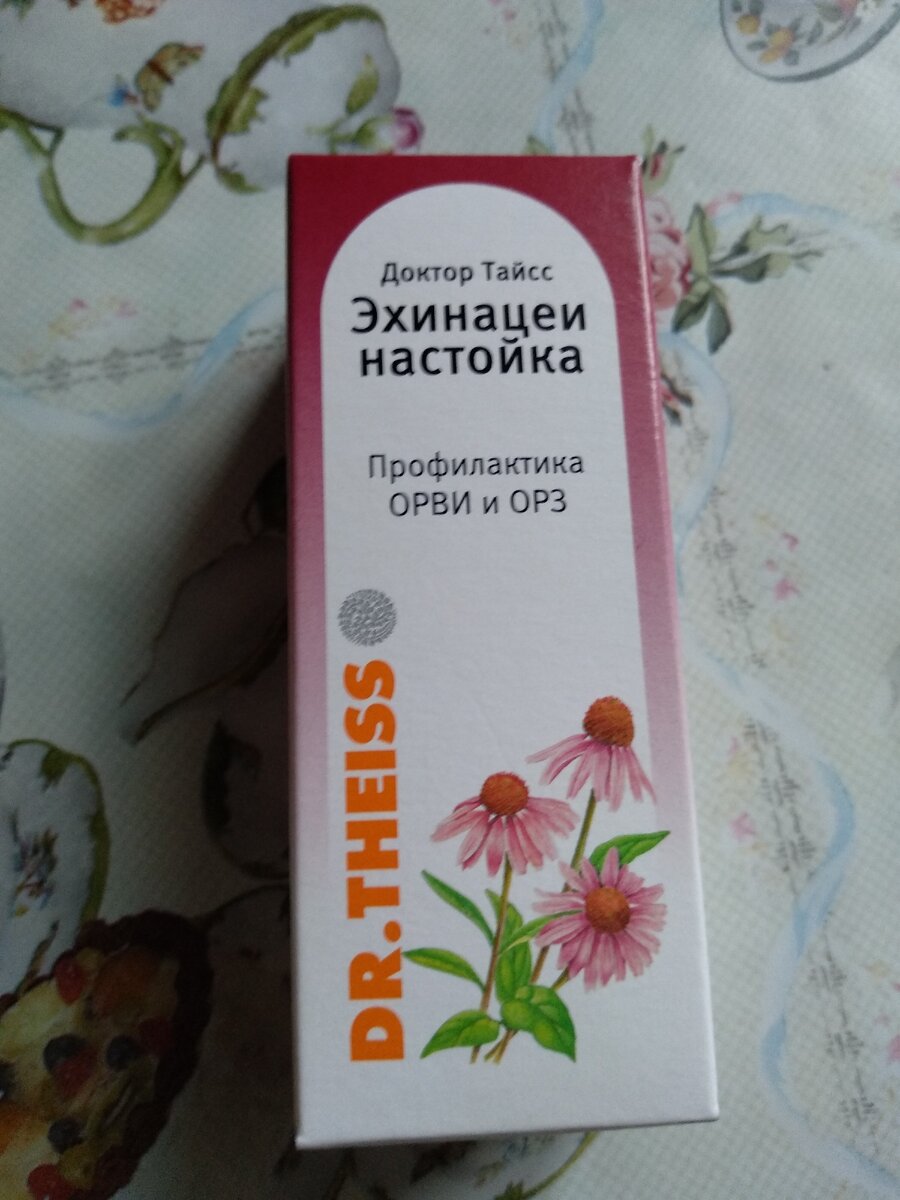 Доктор Тайсс
Эхинацеи
настойка
Профилактика
ОРВИ и ОРЗ
DR.THEISS